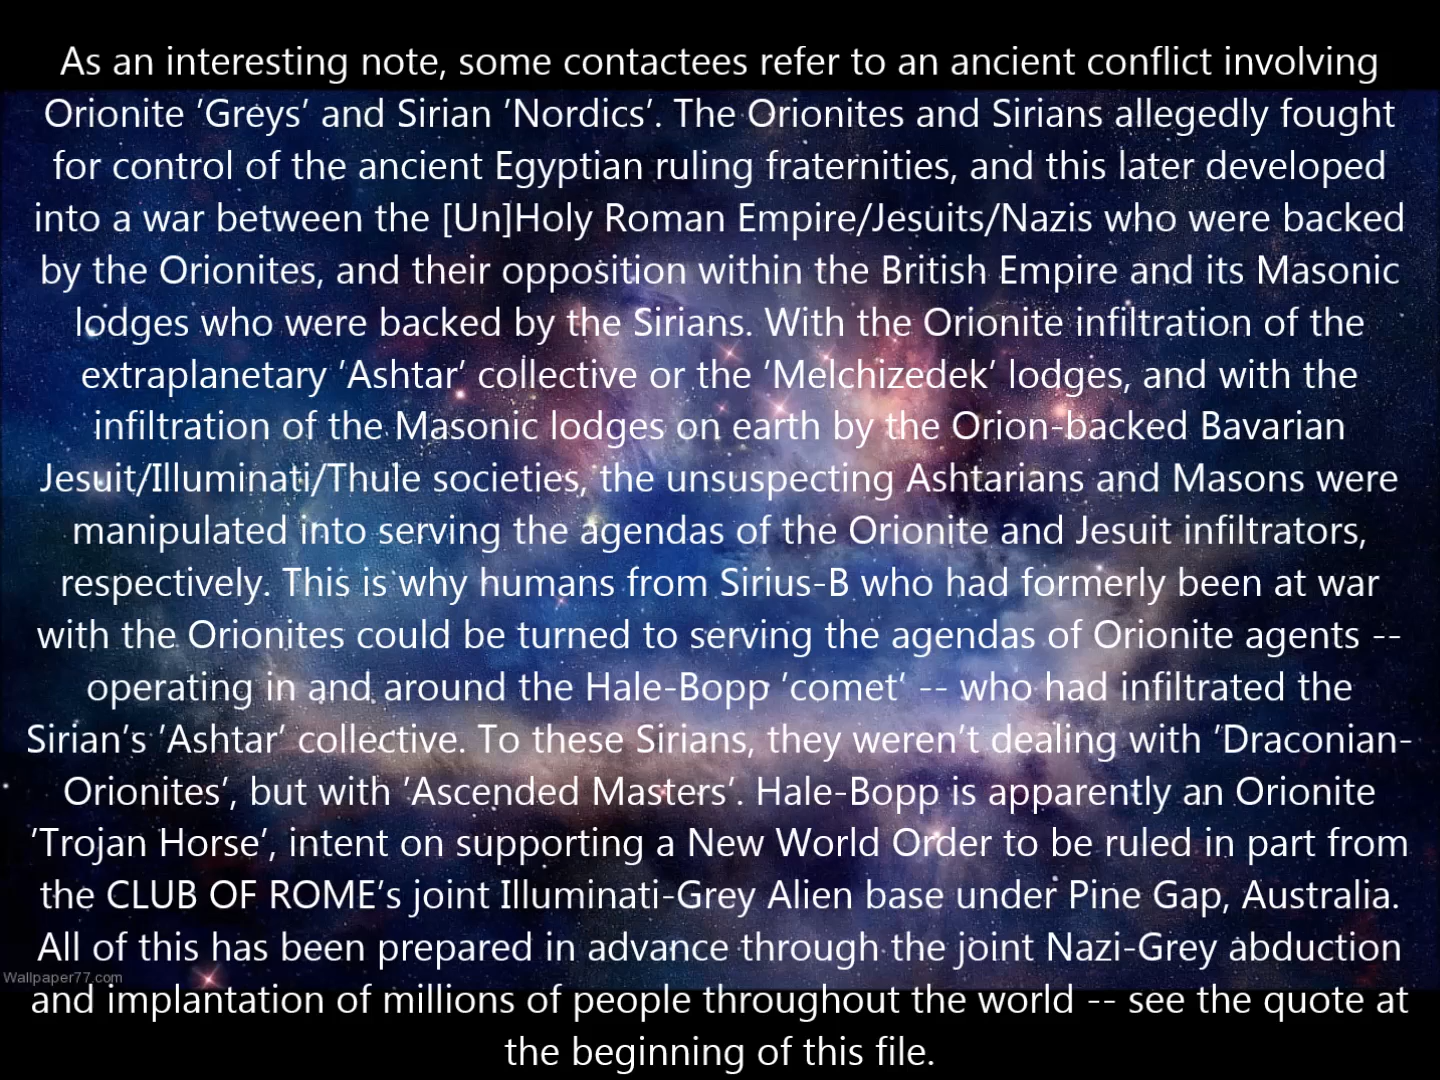 As an interesting note, some contactees refer to an ancient conflict involving
Orionite 'Greys' and Sirian 'Nordics'. The Orionites and Sirians allegedly fought
for control of the ancient Egyptian ruling fraternities, and this later developed
into a war between the [Un]Holy Roman Empire/Jesuits/Nazis who were backed
by the Orionites, and their opposition within the British Empire and its Masonic
lodges who were backed by the Sirians. With the Orionite infiltration of the
extraplanetary 'Ashtar' collective or the 'Melchizedek' lodges, and with the
infiltration of the Masonic lodges on earth by the Orion-backed Bavarian
Jesuit/Illuminati/Thule societies, the unsuspecting Ashtarians and Masons were
manipulated into serving the agendas of the Orionite and Jesuit infiltrators,
respectively. This is why humans from Sirius-B who had formerly been at war
with the Orionites could be turned to serving the agendas of Orionite agents --
operating in and around the Hale-Bopp 'comet' -- who had infiltrated the
Sirian's 'Ashtar' collective. To these Sirians, they weren't dealing with 'Draconian-
Orionites', but with 'Ascended Masters'. Hale-Bopp is apparently an Orionite
'Trojan Horse', intent on supporting a New World Order to be ruled in part from
the CLUB OF ROME's joint Illuminati-Grey Alien base under Pine Gap, Australia.
All of this has been prepared in advance through the joint Nazi-Grey abduction
Wallpaper77.com
and implantation of millions of people throughout the world -- see the quote at
the beginning of this file.